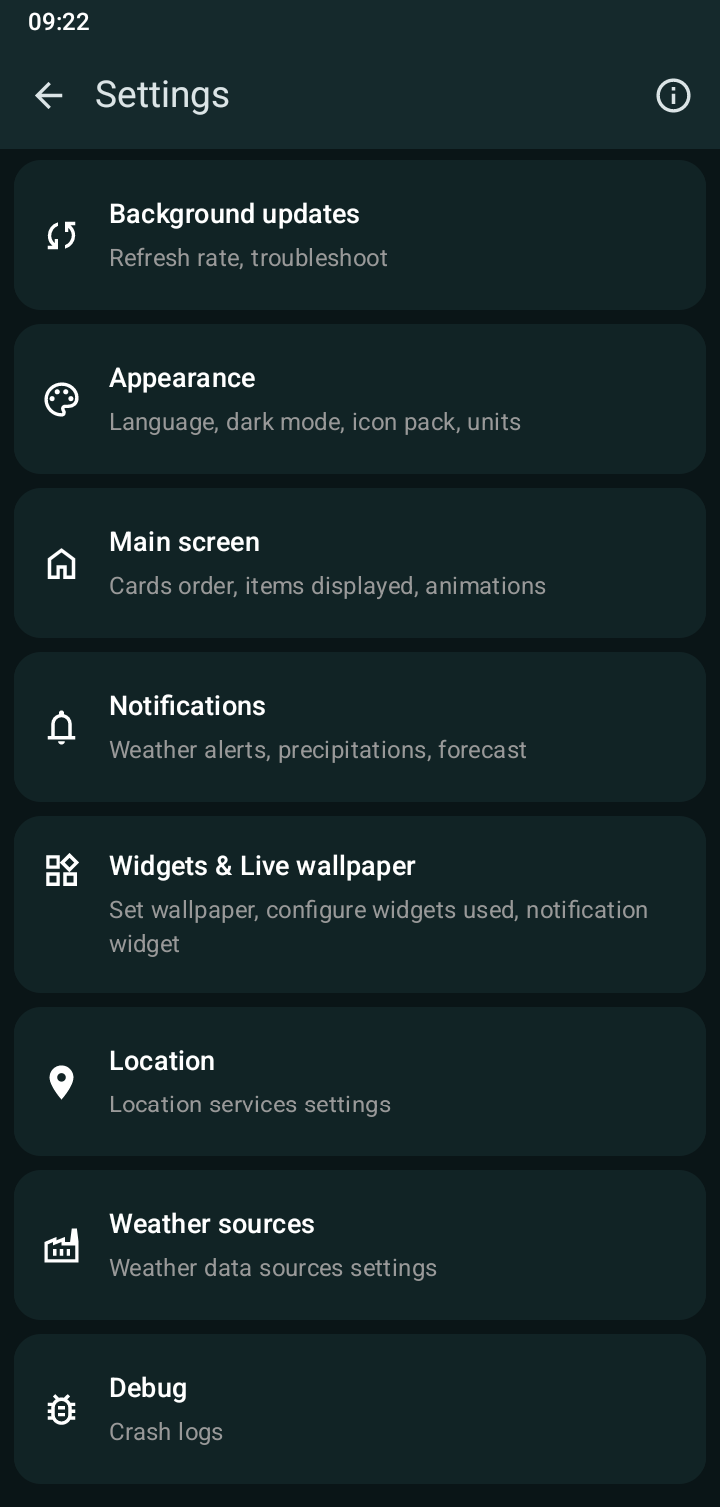 09:22
Settings
Background updates
Refresh rate, troubleshoot
Appearance
Language, dark mode, icon pack, units
Main screen
Cards order, items displayed, animations
Notifications
Weather alerts, precipitations, forecast
Widgets & Live wallpaper
Set wallpaper, configure widgets used, notification
widget
Location
Location services settings
Weather sources
Weather data sources settings
Debug
Crash logs